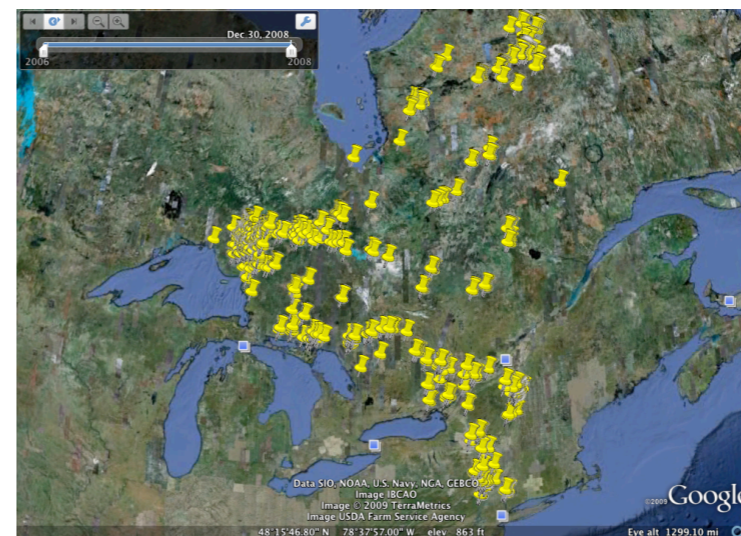 Dec 30, 2008
2006
2008
Data SIO, NOAA, U.S. Navy, NGA, GEBCO
Image IBCAO
Image © 2009 TerraMetrics
Image USDA Farm Service Agency
©2009 Google
48°15'46.80" N 78°37'57.00" W elev 863 ft
Eye alt 1299.10 mi